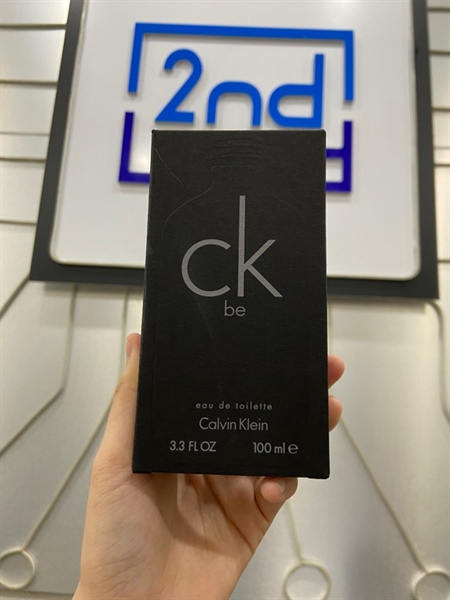 2nd
ck
be
eau de toilette
Calvin Klein
3.3 FL OZ 100 ml e